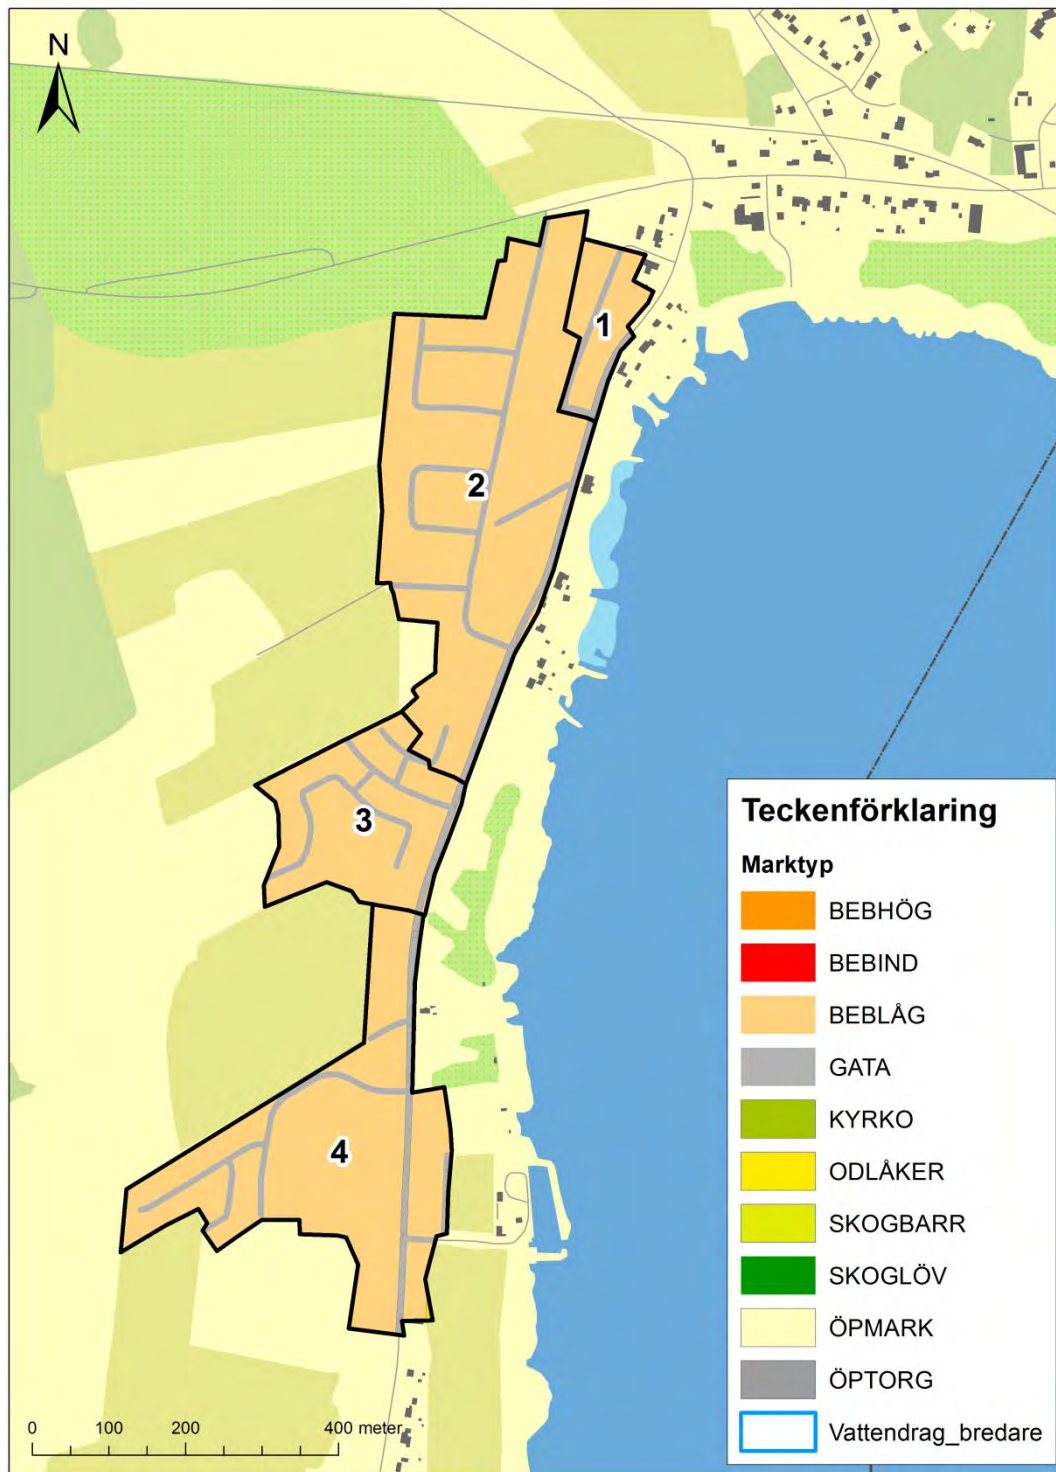 N
1
2
3
4
Teckenförklaring
Marktyp
BEBHÖG
BEBIND
BEBLÅG
GATA
KYRKO
ODLÅKER
SKOGBARR
SKOGLÖV
ÖPMARK
ÖPTORG
Vattendrag_bredare
0 100 200 400 meter